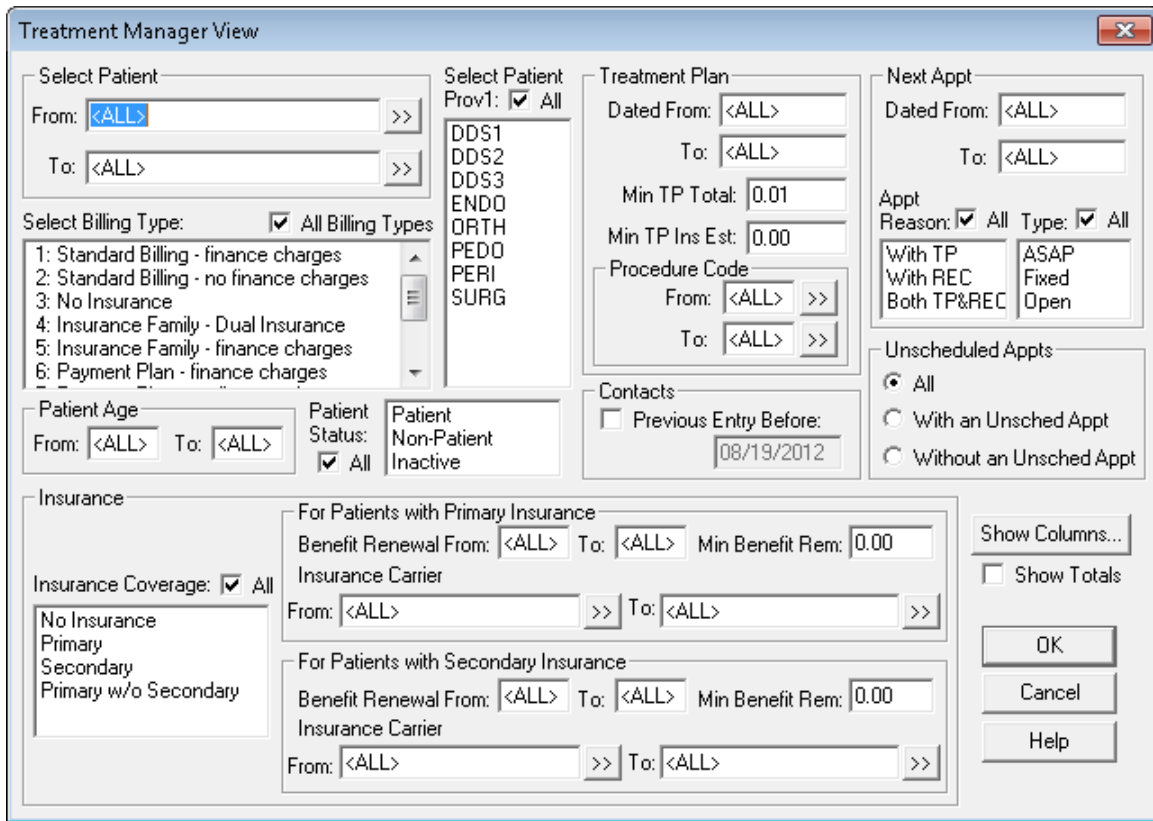 Treatment Manager View
Select Patient
From: <ALL> >>
To: <ALL> >>
Select Billing Type: All Billing Types
1: Standard Billing - finance charges
2: Standard Billing - no finance charges
3: No Insurance
4: Insurance Family - Dual Insurance
5: Insurance Family - finance charges
6: Payment Plan - finance charges
Patient Age
From: <ALL> To: <ALL>
Patient
Status:
All
Patient
Non-Patient
Inactive
Select Patient
Prov1: All
DDS1
DDS2
DDS3
ENDO
ORTH
PEDO
PERI
SURG
Treatment Plan
Dated From: <ALL>
To: <ALL>
Min TP Total: 0.01
Min TP Ins Est: 0.00
Procedure Code
From: <ALL> >>
To: <ALL> >>
Contacts
Previous Entry Before:
08/19/2012
Next Appt
Dated From: <ALL>
To: <ALL>
Appt
Reason: All Type: All
With TP
With REC
Both TP&REC
ASAP
Fixed
Open
Unscheduled Appts
All
With an Unsched Appt
Without an Unsched Appt
Insurance
Insurance Coverage: All
No Insurance
Primary
Secondary
Primary w/o Secondary
For Patients with Primary Insurance
Benefit Renewal From: <ALL> To: <ALL> Min Benefit Rem: 0.00
Insurance Carrier
From: <ALL> >> To: <ALL> >>
For Patients with Secondary Insurance
Benefit Renewal From: <ALL> To: <ALL> Min Benefit Rem: 0.00
Insurance Carrier
From: <ALL> >> To: <ALL> >>
Show Columns...
Show Totals
OK
Cancel
Help